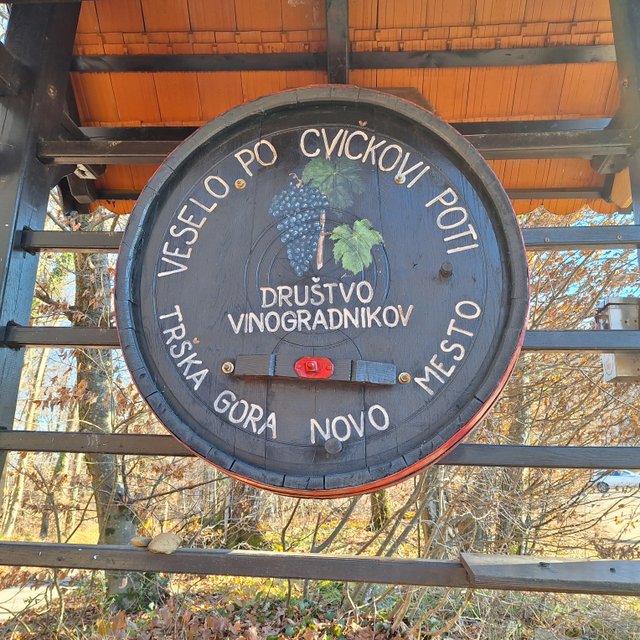 VESELO PO CVIČKOVI POTI
DRUŠTVO
VINOGRADNIKOV
TRŠKA GORA NOVO MESTO